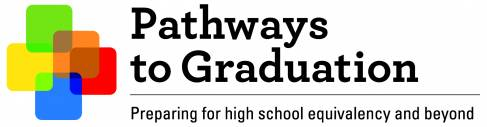 Pathways
to Graduation
Preparing for high school equivalency and beyond